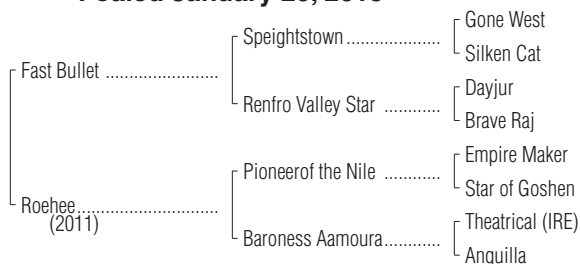 Foaled January
Gone West
Speightstown ....................
Silken Cat
Fast Bullet ........................
Dayjur
Renfro Valley Star ............
Brave Raj
Empire Maker
Pioneerof the Nile ............
Star of Goshen
Roehee..............................
(2011)
Theatrical (IRE)
Baroness Aamoura............
Anguilla